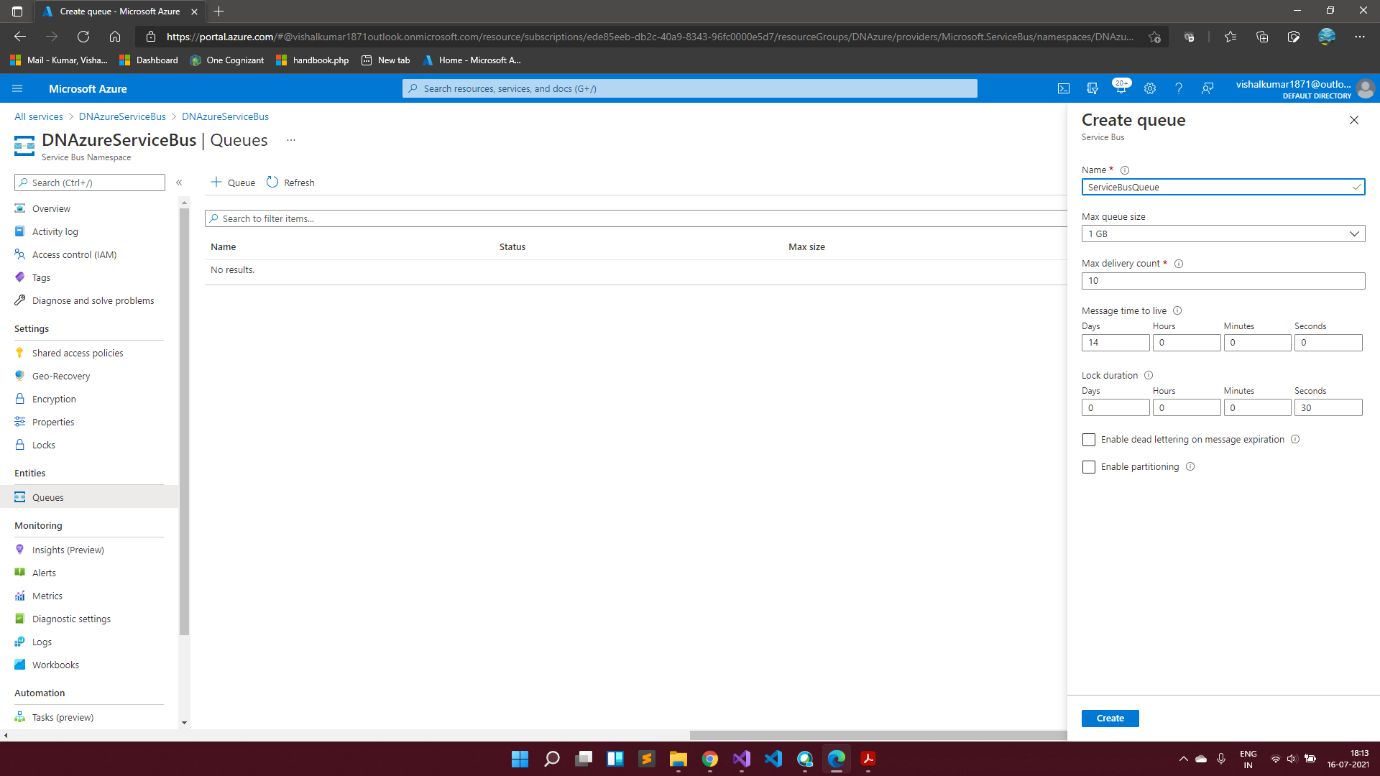 Create queue - Microsoft Azure
https://portal.azure.com/#@vishalkumar1871outlook.onmicrosoft.com/resource/subscriptions/ede85eeb-db2c-40a9-8343-96fc0000e5d7/resourceGroups/DNAzure/providers/Microsoft.ServiceBus/namespaces/DNAzu...
Mail - Kumar, Visha... Dashboard One Cognizant handbook.php New tab Home - Microsoft A...
Microsoft Azure
Search resources, services, and docs (G+/)
20+
vishalkumar1871@outlo...
DEFAULT DIRECTORY
All services > DNAzureServiceBus > DNAzureServiceBus
DNAzureServiceBus | Queues ...
Service Bus Namespace
Search (Ctrl+/)
Overview
Activity log
Access control (IAM)
Tags
Diagnose and solve problems
Settings
Shared access policies
Geo-Recovery
Encryption
Properties
Locks
Entities
Queues
Monitoring
Insights (Preview)
Alerts
Metrics
Diagnostic settings
Logs
Workbooks
Automation
Tasks (preview)
Queue Refresh
Search to filter items...
Name Status Max size
No results.
Create queue
Service Bus
Name *
ServiceBusQueue
Max queue size
1 GB
Max delivery count *
10
Message time to live
Days Hours Minutes Seconds
14 0 0 0
Lock duration
Days Hours Minutes Seconds
0 0 0 30
Enable dead lettering on message expiration
Enable partitioning
Create
ENG
IN
18:13
16-07-2021